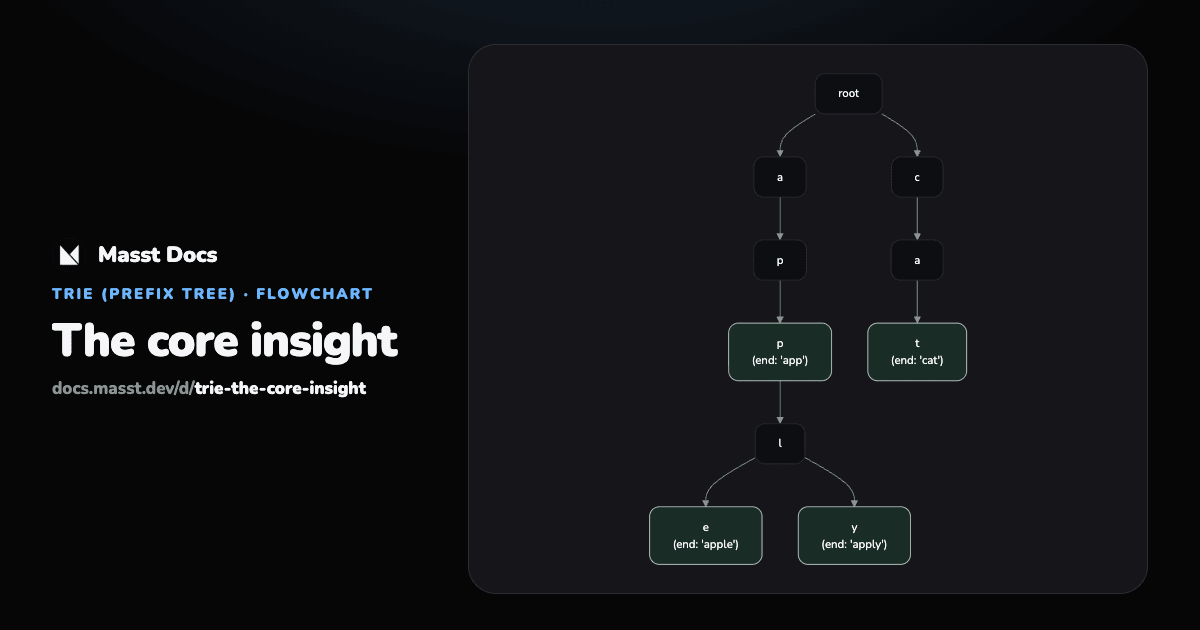 Masst Docs
TRIE (PREFIX TREE) · FLOWCHART
The core insight
docs.masst.dev/d/trie-the-core-insight
root
a
c
p
a
p
(end: 'app')
t
(end: 'cat')
l
e
(end: 'apple')
y
(end: 'apply')